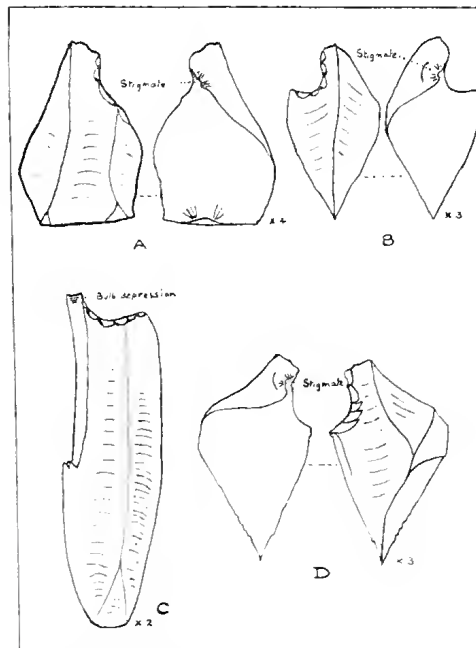 Stigmate
Stigmate
x 4
A
x 3
B
Bulb depression
Stigmate
C
x 2
D
x 3